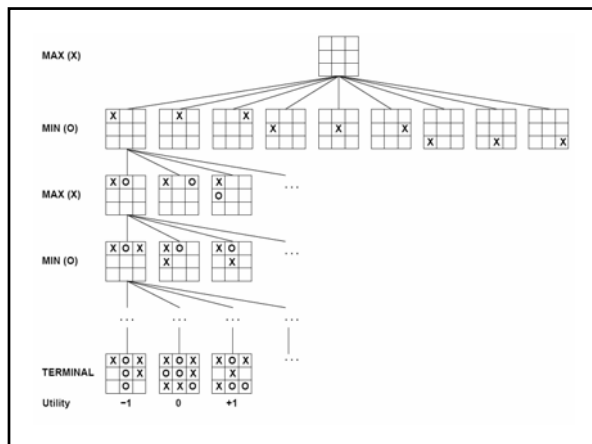 MAX (X)
MIN (O)
X X X X X X X X X
MAX (X)
X O X O X
O
...
MIN (O)
X O X X O X O
X X
...
... ... ... ...
TERMINAL
X O X O X O X
O X O O X X
O X X O X O O
...
Utility −1 0 +1